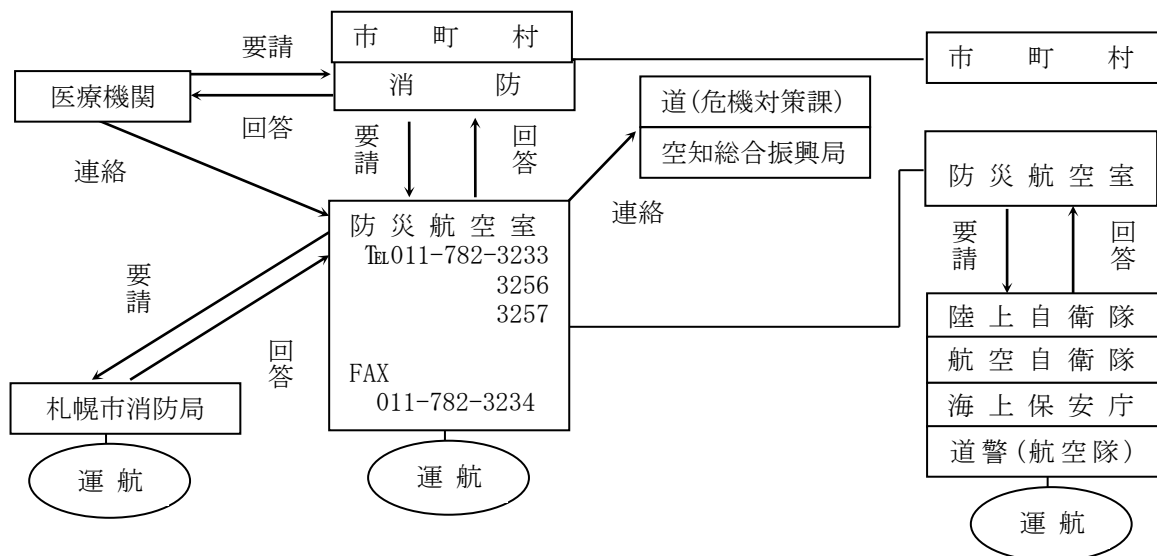 市 町 村
消 防
要請
回答
医療機関
連絡
要請
回答
道(危機対策課)
空知総合振興局
連絡
防 災 航 空 室
℡011-782-3233
3256
3257
FAX
011-782-3234
運 航
要請
回答
札幌市消防局
運 航
市 町 村
防 災 航 空 室
要請
回答
陸 上 自 衛 隊
航 空 自 衛 隊
海 上 保 安 庁
道 警 (航 空 隊)
運 航